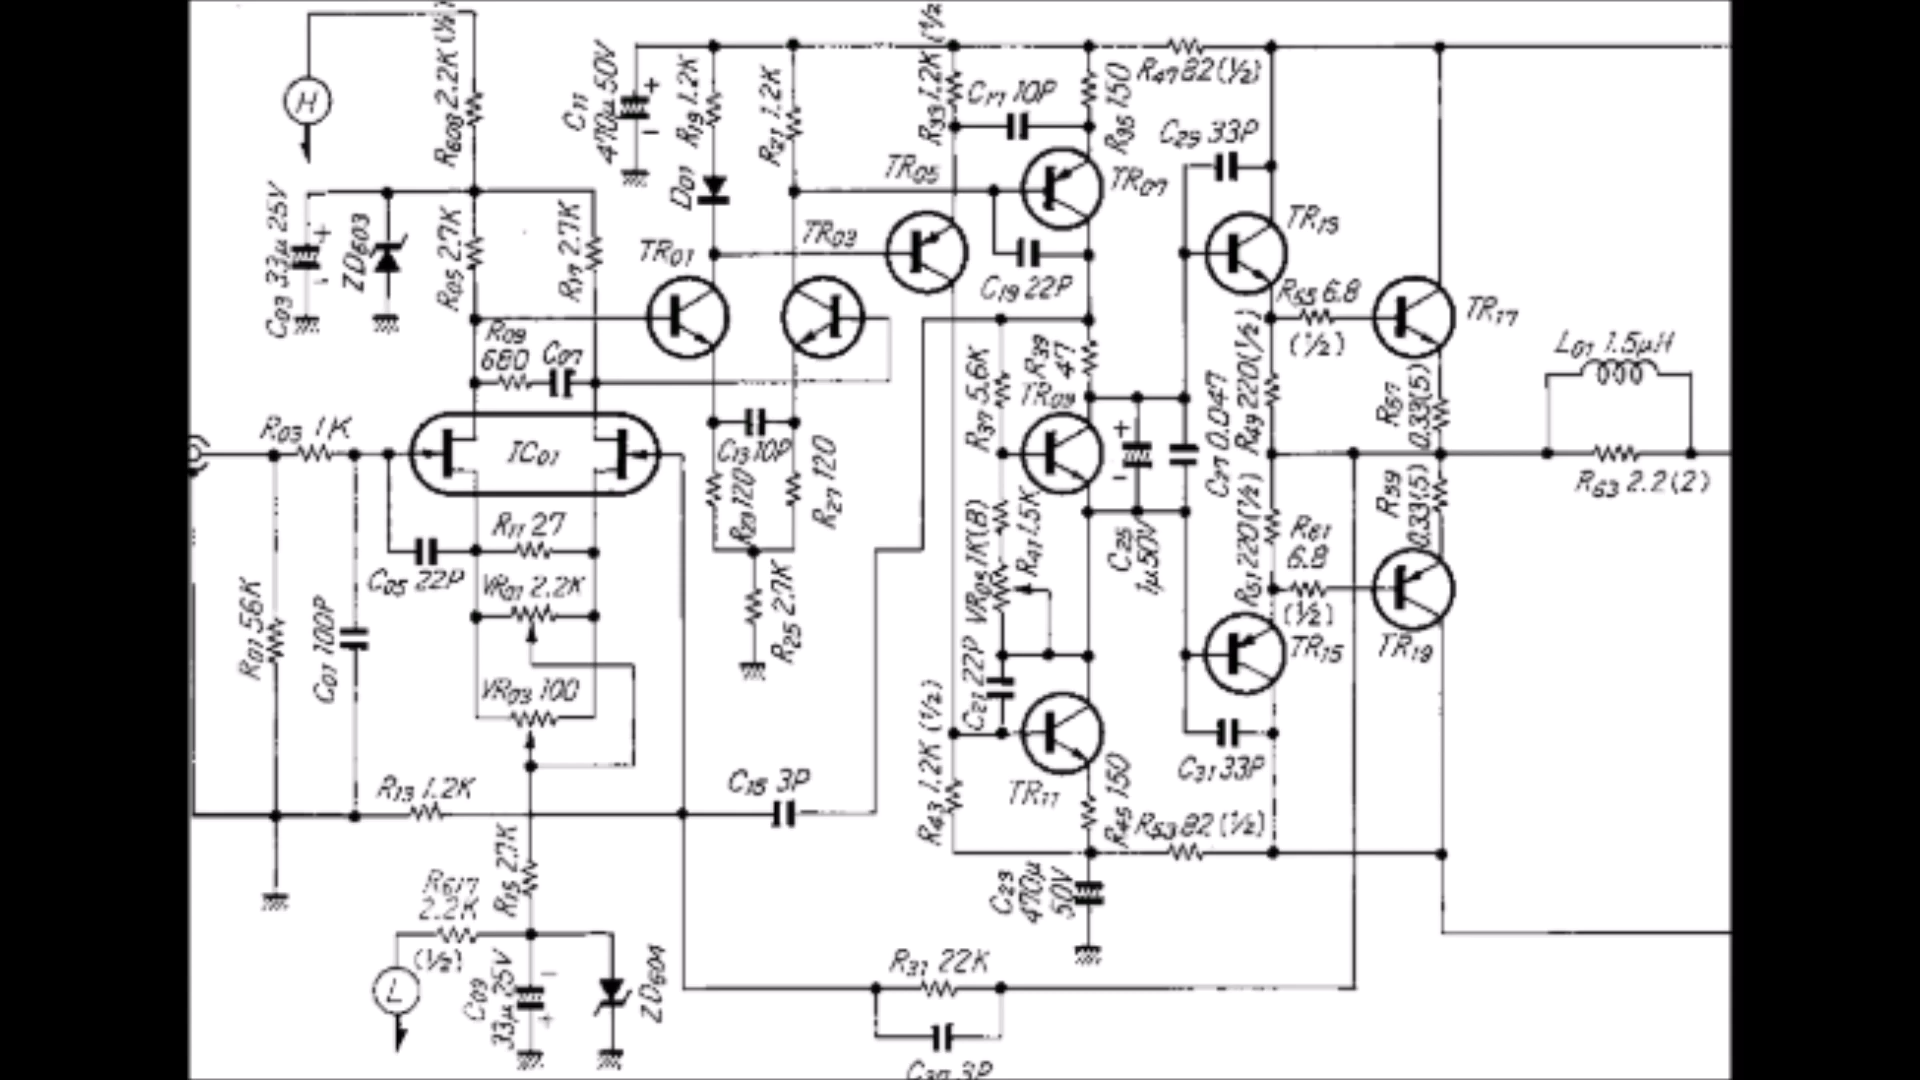 H
R608 2.2K (½)
C03 33μ 25V
+
-
ZD603
R05 2.7K
R17 2.7K
C11
470μ 50V
+
-
R19 1.2K
D01
R21 1.2K
TR01
TR03
TR05
R33 1.2K (½
C17 10P
R35 150
TR07
C19 22P
R47 82 (½)
C29 33P
TR13
R55 6.8
(½)
TR17
L01 1.5μH
R57
0.33(5)
R63 2.2(2)
R09
680
C07
R03 1K
IC01
C13 10P
R23 120
R27 120
R25 2.7K
R37 5.6K
R39
47
TR09
+
-
C25
1μ50V
C27 0.047
R49 220(½)
R51 220(½)
R61
6.8
(½)
R59
0.33(5)
TR15
TR19
R41 1.5K
VR05 1K(B)
C21 22P
R11 27
C05 22P
VR01 2.2K
VR03 100
R01 56K
C01 100P
R13 1.2K
C15 3P
R43 1.2K (½)
TR11
R45 150
C31 33P
R53 82 (½)
C23
470μ
50V
R617
2.2K
(½)
R15 2.7K
L
C09
33μ 25V
-
+
ZD604
R31 22K
3P